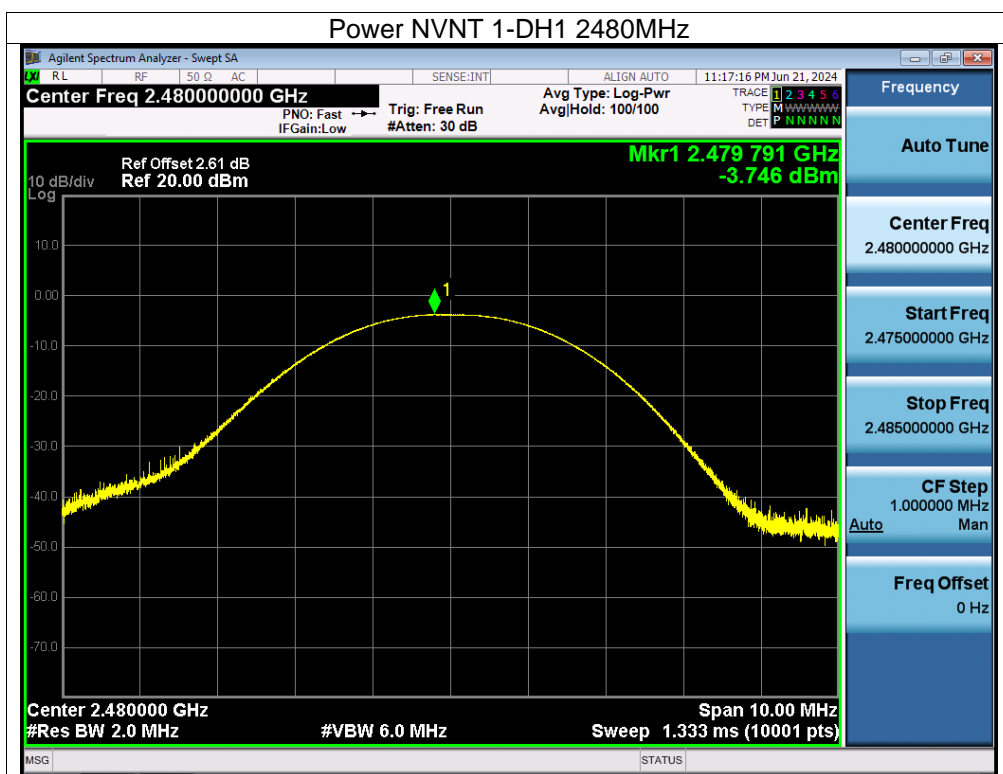 Power NVNT 1-DH1 2480MHz
Agilent Spectrum Analyzer - Swept SA
LXI RL RF 50 Ω AC SENSE:INT ALIGN AUTO 11:17:16 PM Jun 21, 2024
Center Freq 2.480000000 GHz
PNO: Fast
IFGain:Low
Trig: Free Run
#Atten: 30 dB
Avg Type: Log-Pwr
Avg|Hold: 100/100
TRACE 1 2 3 4 5 6
TYPE M W W W W W
DET P N N N N N
Ref Offset 2.61 dB
10 dB/div Ref 20.00 dBm
Log
Mkr1 2.479 791 GHz
-3.746 dBm
1
10.0
0.00
-10.0
-20.0
-30.0
-40.0
-50.0
-60.0
-70.0
Center 2.480000 GHz Span 10.00 MHz
#Res BW 2.0 MHz #VBW 6.0 MHz Sweep 1.333 ms (10001 pts)
MSG STATUS
Frequency
Auto Tune
Center Freq
2.480000000 GHz
Start Freq
2.475000000 GHz
Stop Freq
2.485000000 GHz
CF Step
1.000000 MHz
Auto Man
Freq Offset
0 Hz